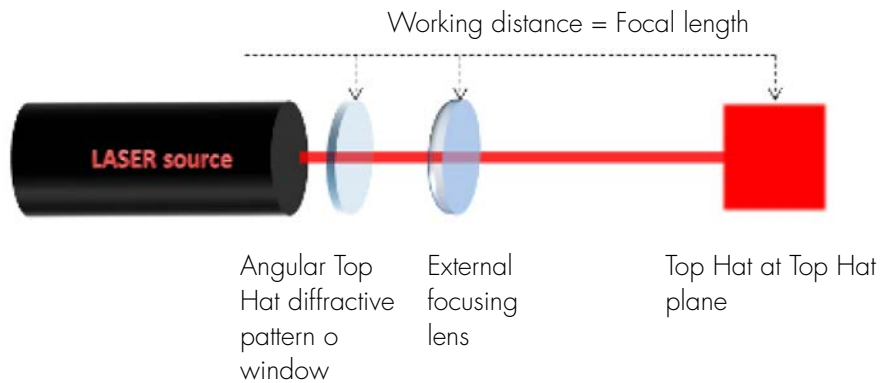 Working distance = Focal length
LASER source
Angular Top
Hat diffractive
pattern o
window
External
focusing
lens
Top Hat at Top Hat
plane